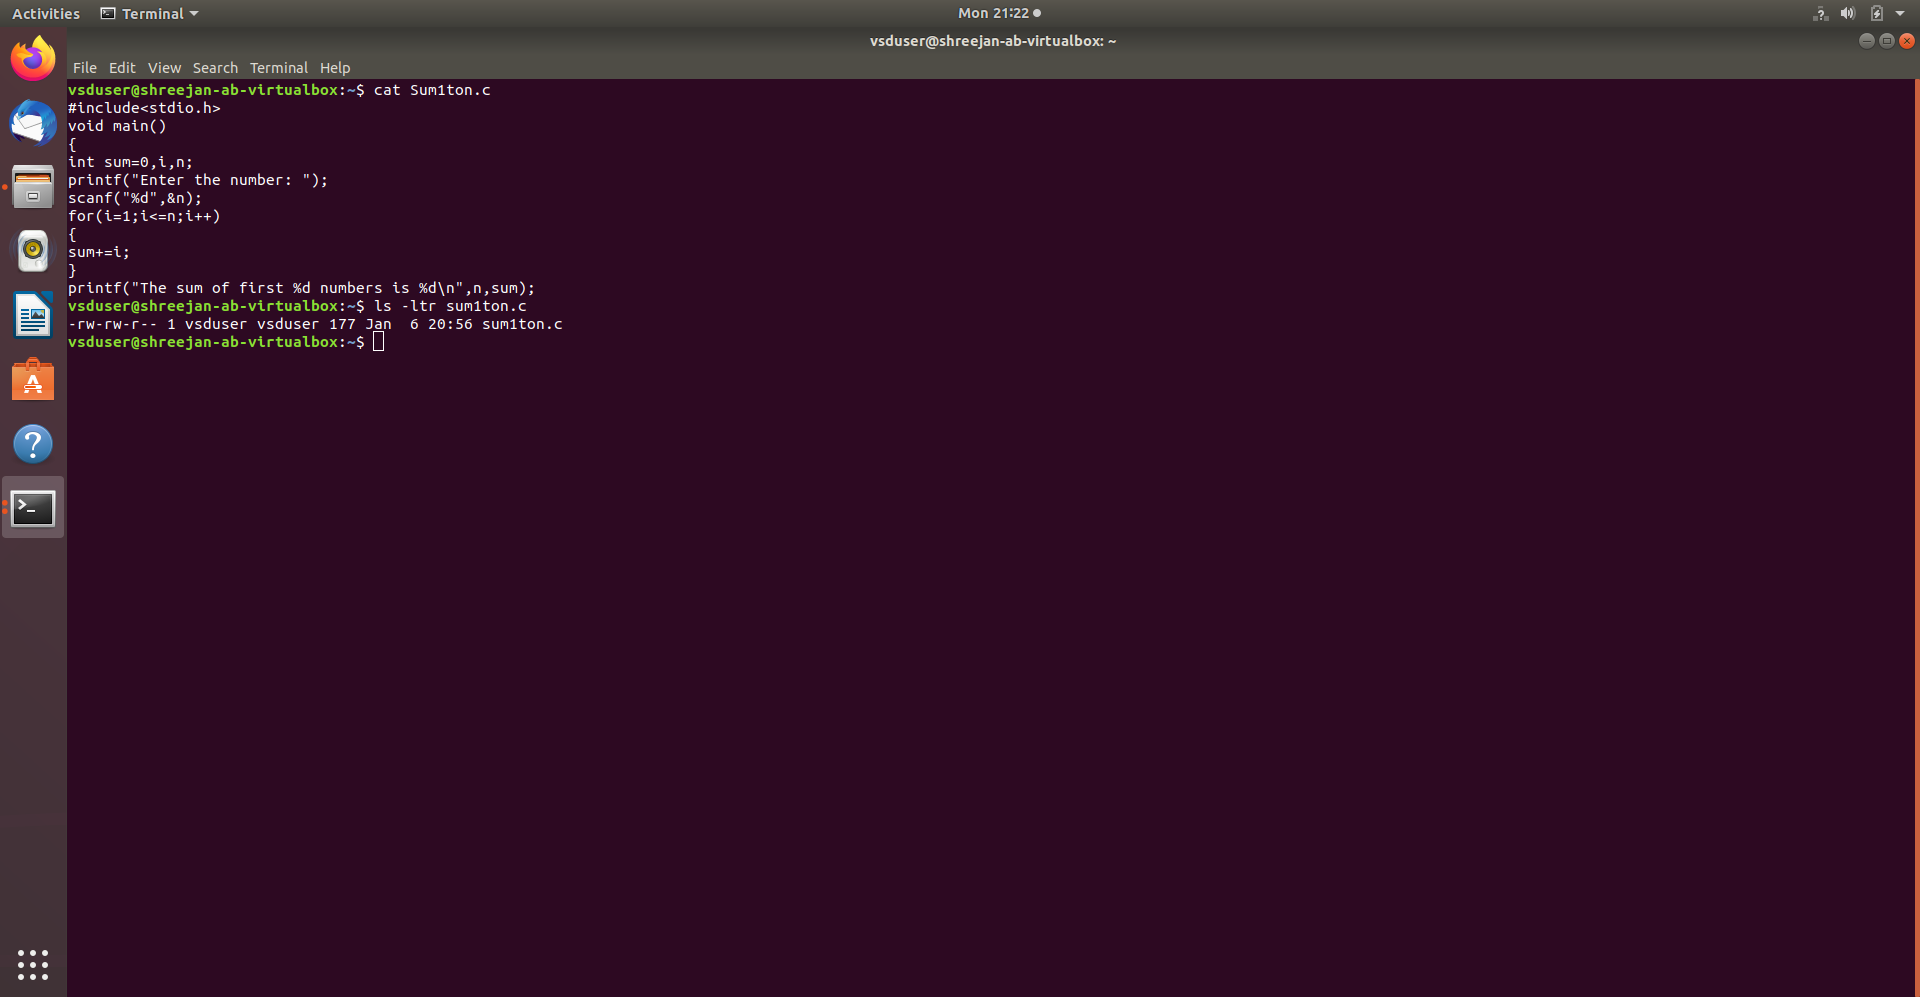 Activities Terminal Mon 21:22
vsduser@shreejan-ab-virtualbox: ~
File Edit View Search Terminal Help
vsduser@shreejan-ab-virtualbox:~$ cat Sum1ton.c
#include<stdio.h>
void main()
{
int sum=0,i,n;
printf("Enter the number: ");
scanf("%d",&n);
for(i=1;i<=n;i++)
{
sum+=i;
}
printf("The sum of first %d numbers is %d\n",n,sum);
vsduser@shreejan-ab-virtualbox:~$ ls -ltr sum1ton.c
-rw-rw-r-- 1 vsduser vsduser 177 Jan  6 20:56 sum1ton.c
vsduser@shreejan-ab-virtualbox:~$